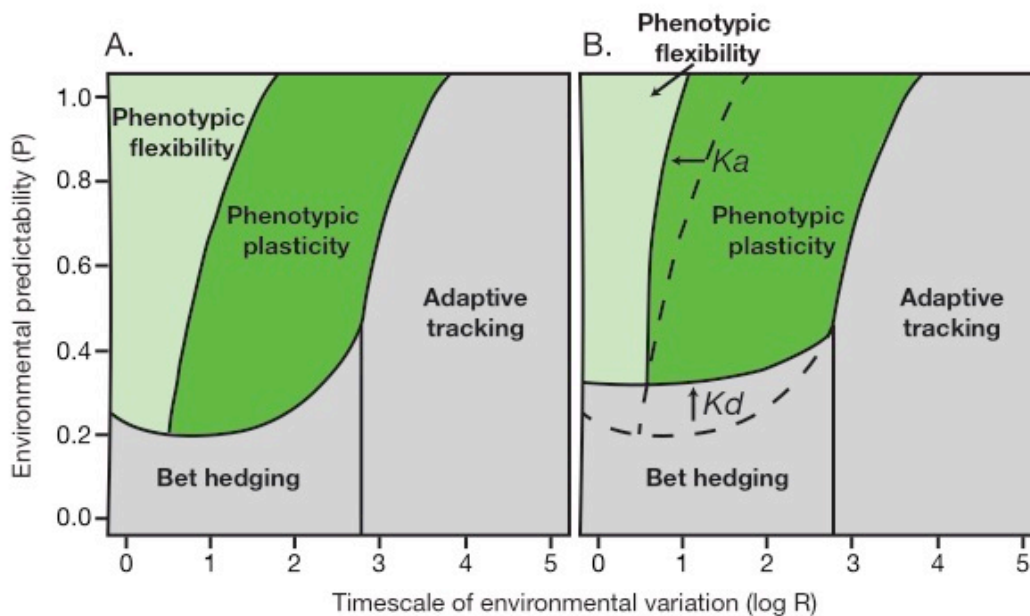 A.
Phenotypic
flexibility
Phenotypic
plasticity
Adaptive
tracking
Bet hedging
Environmental predictability (P)
1.0
0.8
0.6
0.4
0.2
0.0
0
1
2
3
4
5
B.
Phenotypic
flexibility
Ka
Phenotypic
plasticity
Adaptive
tracking
Kd
Bet hedging
0
1
2
3
4
5
Timescale of environmental variation (log R)